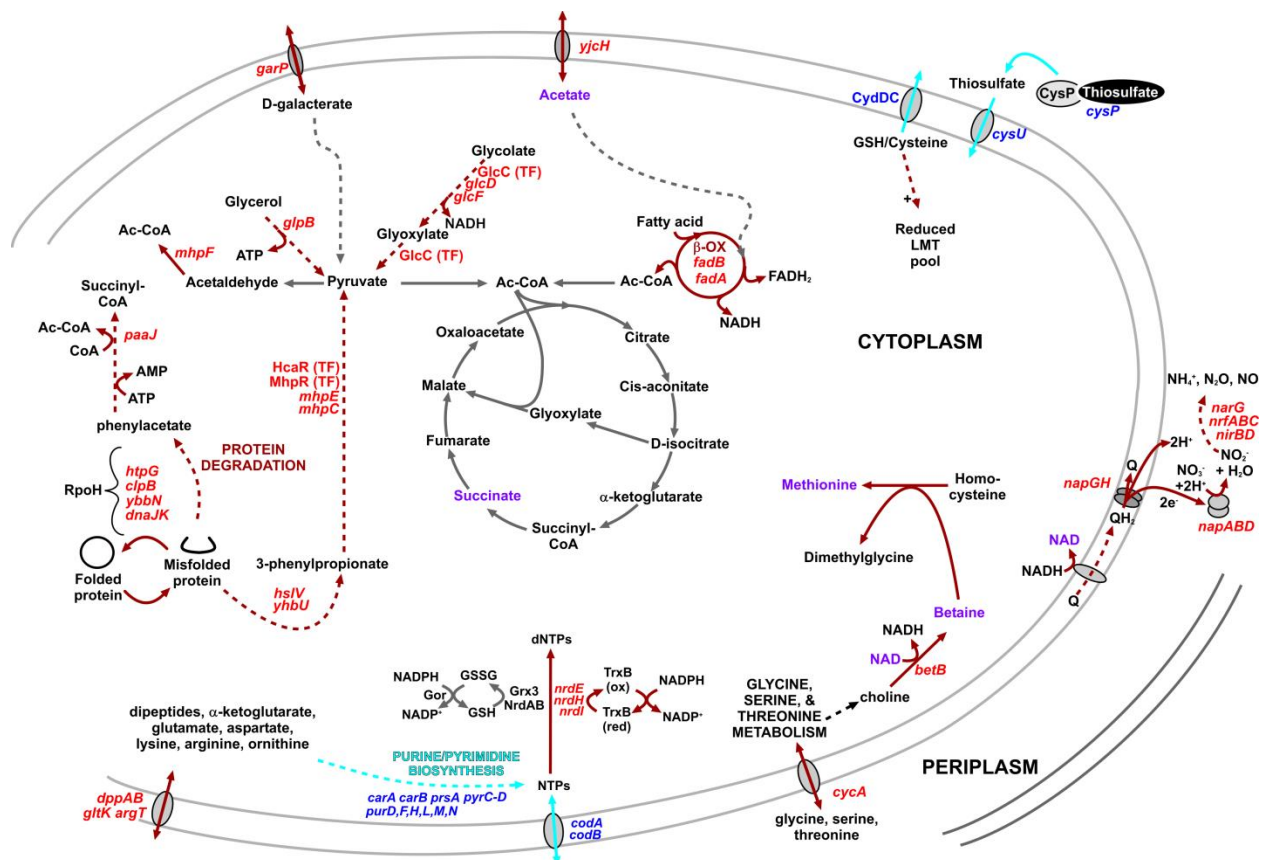 garP
D-galacterate
yjcH
Acetate
CydDC
GSH/Cysteine
+
Reduced
LMT
pool
Thiosulfate
cysU
CysP
Thiosulfate
cysP
Glycolate
GlcC (TF)
glcD
glcF
NADH
Glyoxylate
GlcC (TF)
Glycerol
glpB
ATP
Ac-CoA
mhpF
Acetaldehyde
Pyruvate
Ac-CoA
Ac-CoA
Fatty acid
β-OX
fadB
fadA
FADH₂
NADH
Succinyl-
CoA
Ac-CoA
CoA
paaJ
AMP
ATP
phenylacetate
HcaR (TF)
MhpR (TF)
mhpE
mhpC
PROTEIN
DEGRADATION
RpoH
htpG
clpB
ybbN
dnaJK
Folded
protein
Misfolded
protein
hslV
yhbU
3-phenylpropionate
Oxaloacetate
Citrate
Cis-aconitate
D-isocitrate
Glyoxylate
Malate
Fumarate
Succinate
Succinyl-
CoA
α-ketoglutarate
CYTOPLASM
Methionine
Homo-
cysteine
Dimethylglycine
Betaine
NADH
NAD
betB
choline
GLYCINE,
SERINE, &
THREONINE
METABOLISM
cycA
glycine, serine,
threonine
NH₄⁺, N₂O, NO
narG
nrfABC
nirBD
2H⁺
NO₂⁻
+ H₂O
NO₃⁻
+2H⁺
2e⁻
napGH
Q
QH₂
napABD
NAD
NADH
Q
PERIPLASM
dNTPs
NADPH
Gor
NADP⁺
GSSG
GSH
Grx3
NrdAB
nrdE
nrdH
nrdI
TrxB
(ox)
TrxB
(red)
NADPH
NADP⁺
dipeptides, α-ketoglutarate,
glutamate, aspartate,
lysine, arginine, ornithine
dppAB
gltK argT
PURINE/PYRIMIDINE
BIOSYNTHESIS
NTPs
carA carB prsA pyrC-D
purD,F,H,L,M,N
codA
codB